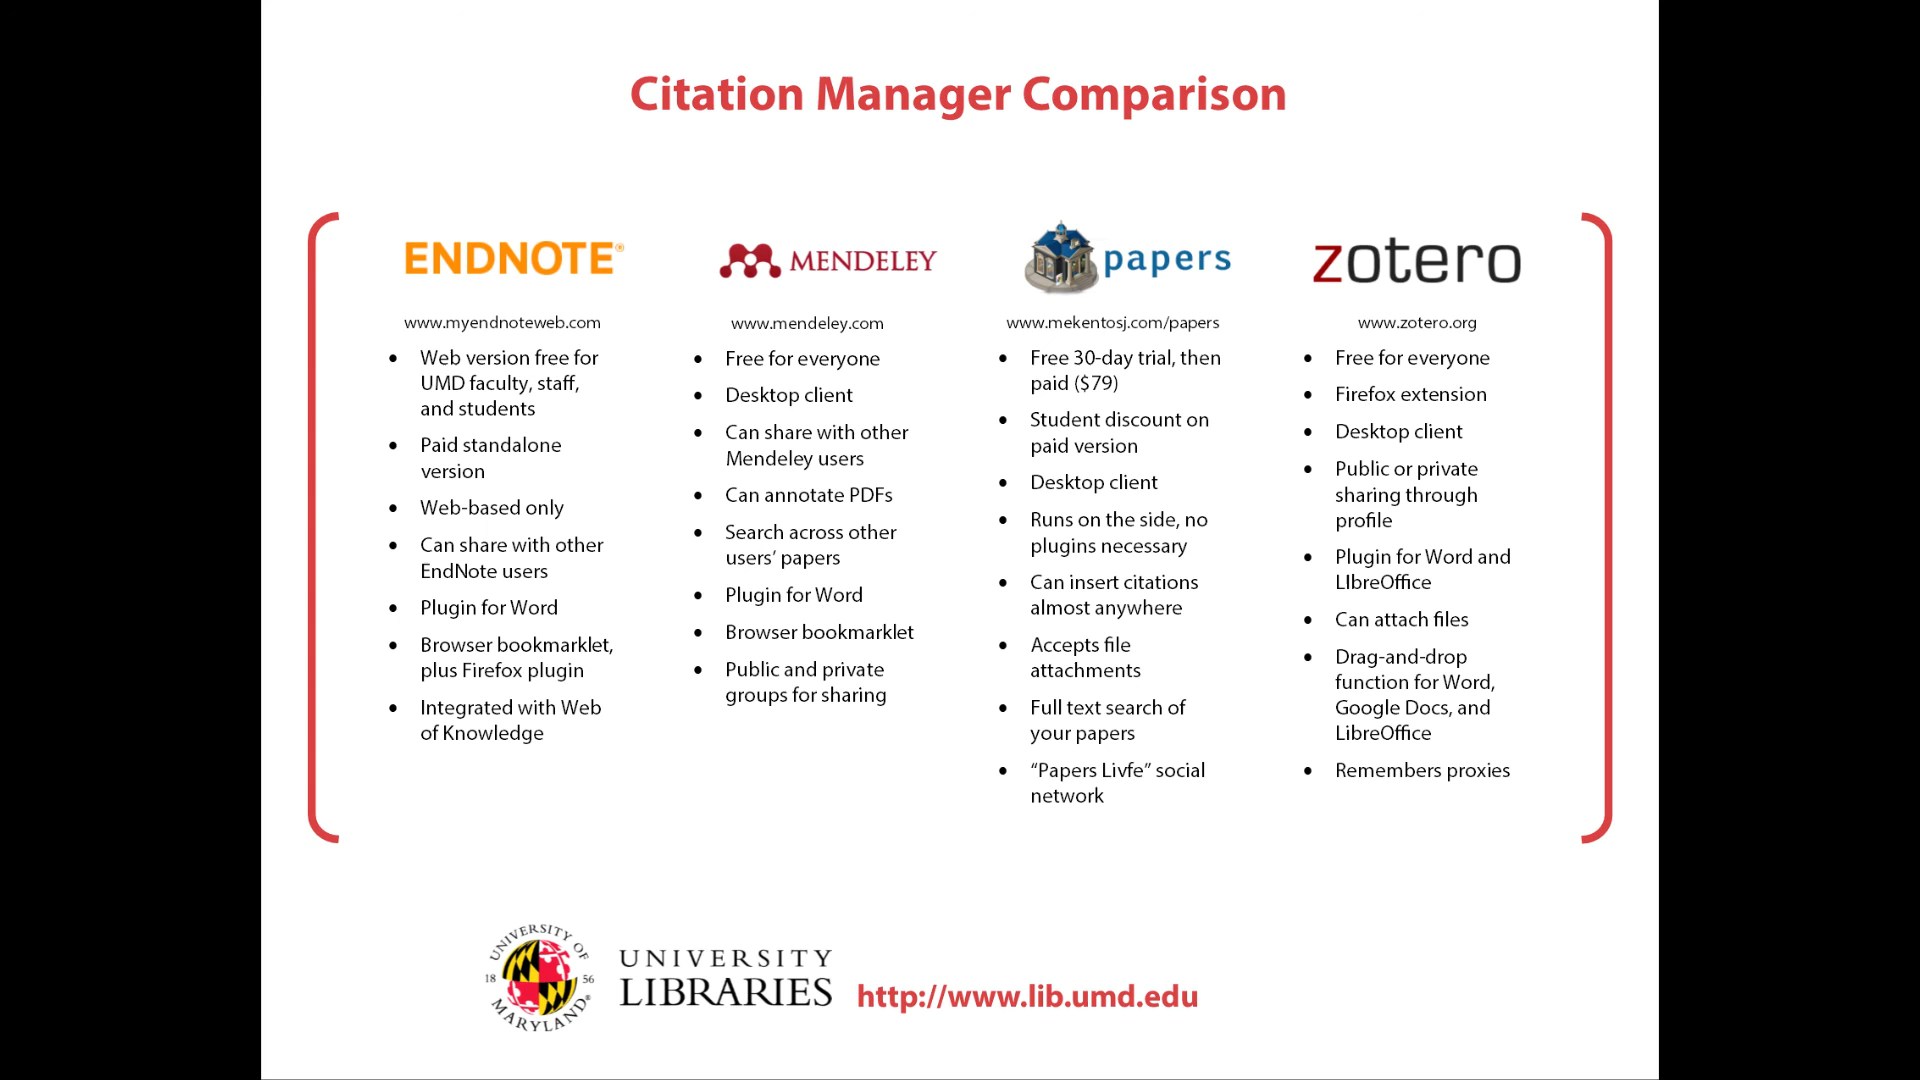 Citation Manager Comparison
ENDNOTE®
www.myendnoteweb.com
• Web version free for
UMD faculty, staff,
and students
• Paid standalone
version
• Web-based only
• Can share with other
EndNote users
• Plugin for Word
• Browser bookmarklet,
plus Firefox plugin
• Integrated with Web
of Knowledge
MENDELEY
www.mendeley.com
• Free for everyone
• Desktop client
• Can share with other
Mendeley users
• Can annotate PDFs
• Search across other
users’ papers
• Plugin for Word
• Browser bookmarklet
• Public and private
groups for sharing
papers
www.mekentosj.com/papers
• Free 30-day trial, then
paid ($79)
• Student discount on
paid version
• Desktop client
• Runs on the side, no
plugins necessary
• Can insert citations
almost anywhere
• Accepts file
attachments
• Full text search of
your papers
• “Papers Livfe” social
network
zotero
www.zotero.org
• Free for everyone
• Firefox extension
• Desktop client
• Public or private
sharing through
profile
• Plugin for Word and
LIbreOffice
• Can attach files
• Drag-and-drop
function for Word,
Google Docs, and
LibreOffice
• Remembers proxies
UNIVERSITY OF
18 56
MARYLAND®
UNIVERSITY
LIBRARIES
http://www.lib.umd.edu